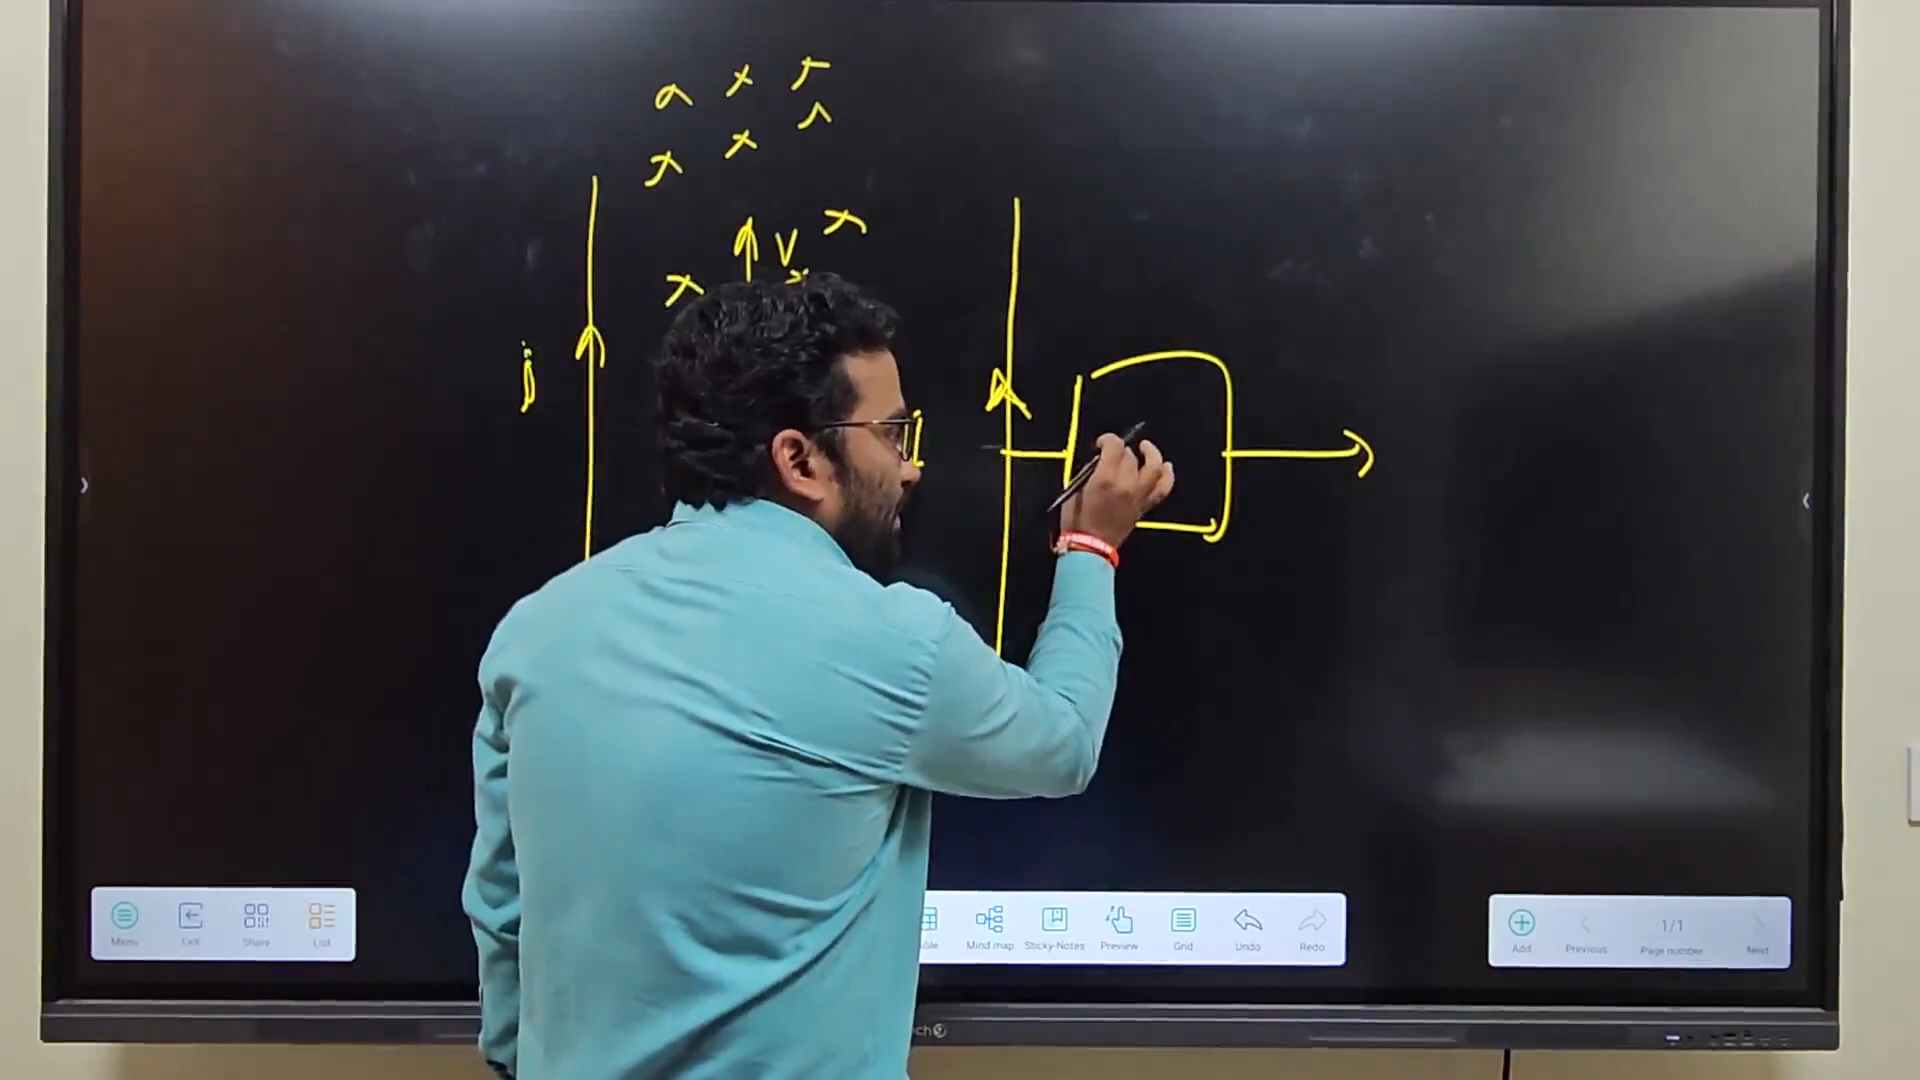 x x x
x x x
V x
x x
j
i
Menu Exit Share List
Mind map Sticky-Notes Preview Grid Undo Redo
Add Previous 1/1 Page number Next